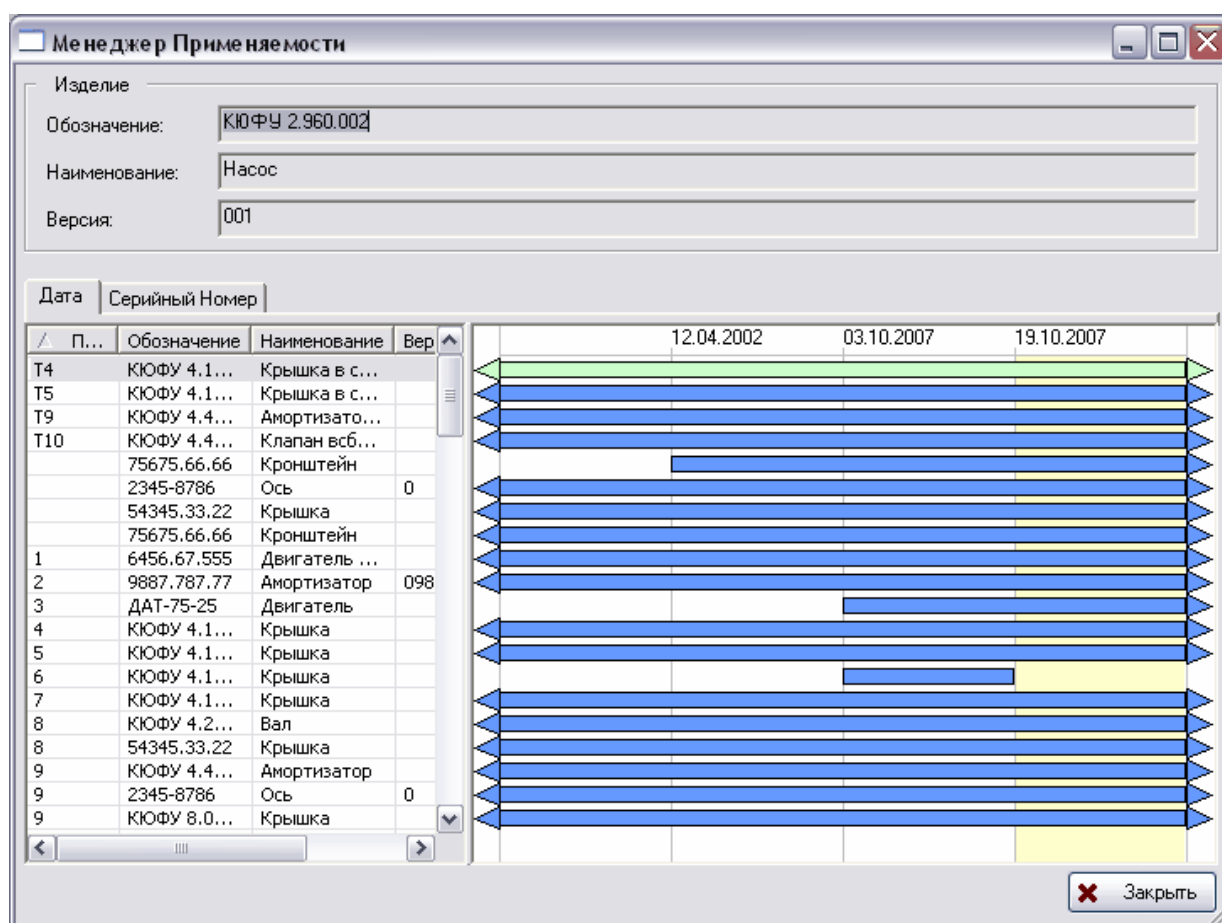 Менеджер Применяемости
Изделие
Обозначение: КЮФУ 2.960.002
Наименование: Насос
Версия: 001
Дата Серийный Номер
П... Обозначение Наименование Вер 12.04.2002 03.10.2007 19.10.2007
Т4 КЮФУ 4.1... Крышка в с...
Т5 КЮФУ 4.1... Крышка в с...
Т9 КЮФУ 4.4... Амортизато...
Т10 КЮФУ 4.4... Клапан всб...
75675.66.66 Кронштейн
2345-8786 Ось 0
54345.33.22 Крышка
75675.66.66 Кронштейн
1 6456.67.555 Двигатель ...
2 9887.787.77 Амортизатор 098
3 ДАТ-75-25 Двигатель
4 КЮФУ 4.1... Крышка
5 КЮФУ 4.1... Крышка
6 КЮФУ 4.1... Крышка
7 КЮФУ 4.1... Крышка
8 КЮФУ 4.2... Вал
8 54345.33.22 Крышка
9 КЮФУ 4.4... Амортизатор
9 2345-8786 Ось 0
9 КЮФУ 8.0... Крышка
Закрыть